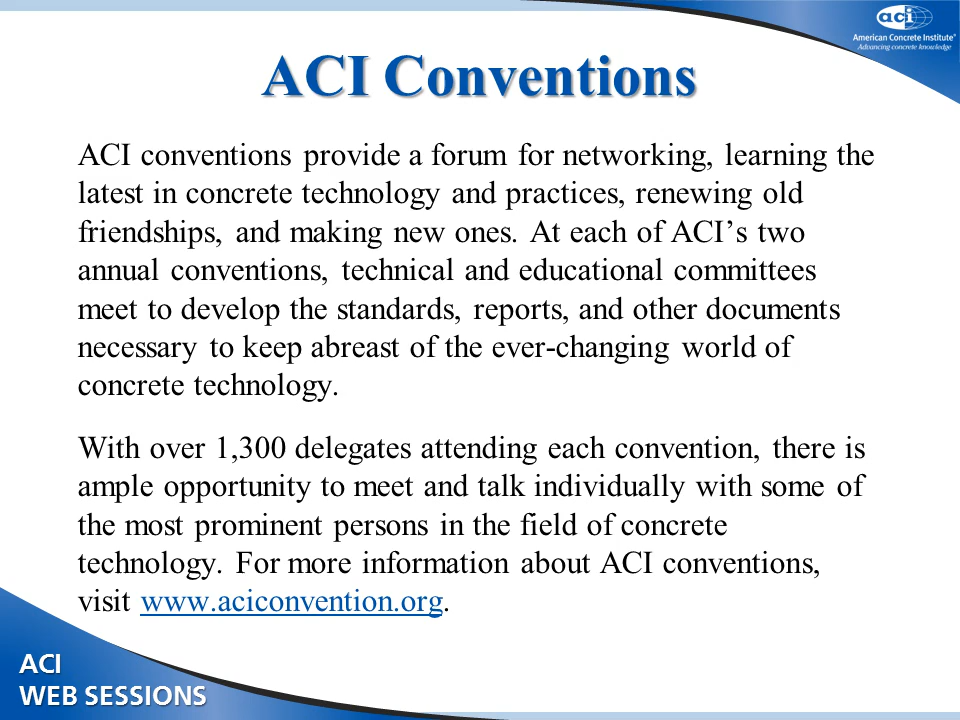 aci
American Concrete Institute®
Advancing concrete knowledge
ACI Conventions
ACI conventions provide a forum for networking, learning the
latest in concrete technology and practices, renewing old
friendships, and making new ones. At each of ACI’s two
annual conventions, technical and educational committees
meet to develop the standards, reports, and other documents
necessary to keep abreast of the ever-changing world of
concrete technology.
With over 1,300 delegates attending each convention, there is
ample opportunity to meet and talk individually with some of
the most prominent persons in the field of concrete
technology. For more information about ACI conventions,
visit www.aciconvention.org.
ACI
WEB SESSIONS